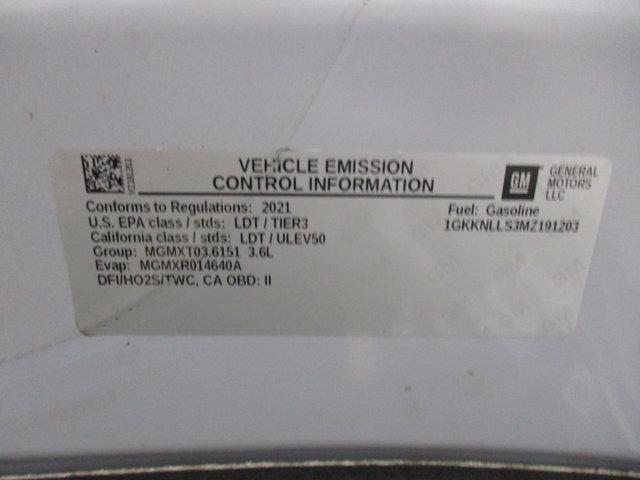 VEHICLE EMISSION
CONTROL INFORMATION
GM
GENERAL
MOTORS
LLC
Conforms to Regulations: 2021
U.S. EPA class / stds: LDT / TIER3
California class / stds: LDT / ULEV50
Group: MGMXT03.6151 3.6L
Evap: MGMXR014640A
DFI/HO2S/TWC, CA OBD: II
Fuel: Gasoline
1GKKNLLS3MZ191203